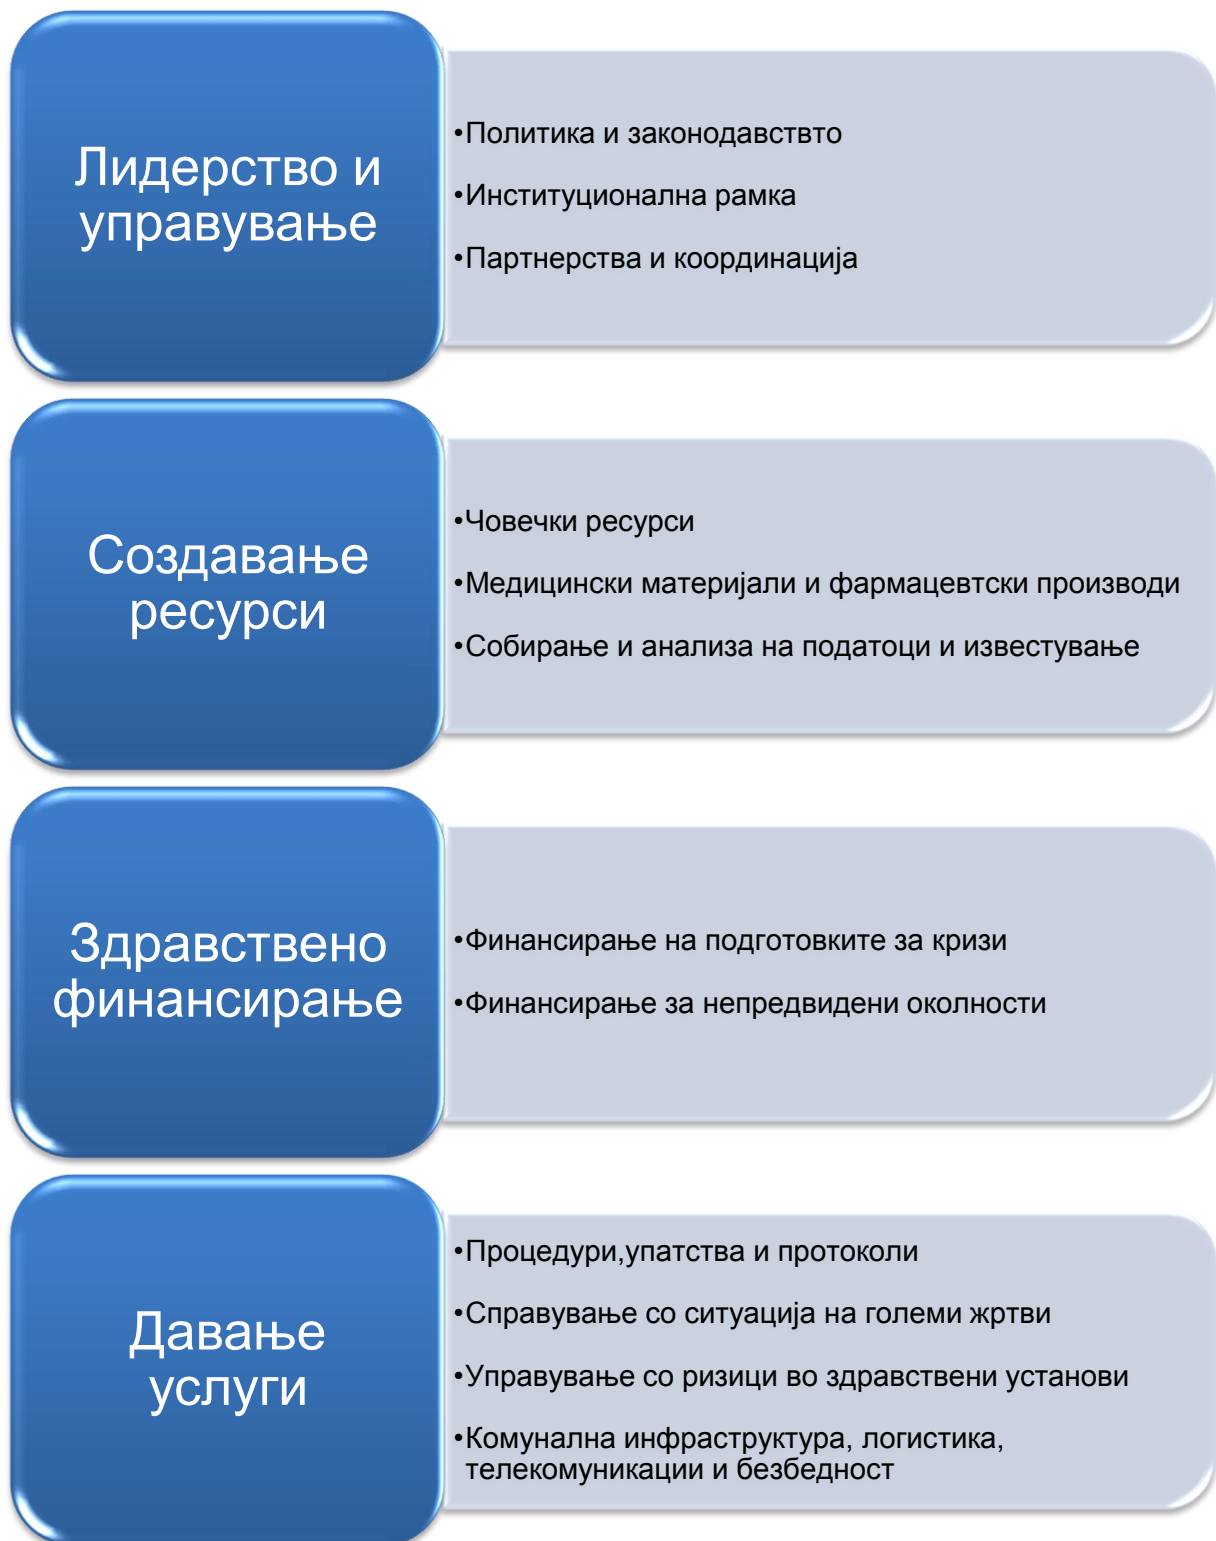 Лидерство и
управување
•Политика и законодавствто
•Институционална рамка
•Партнерства и координација
Создавање
ресурси
•Човечки ресурси
•Медицински материјали и фармацевтски производи
•Собирање и анализа на податоци и известување
Здравствено
финансирање
•Финансирање на подготовките за кризи
•Финансирање за непредвидени околности
Давање
услуги
•Процедури,упатства и протоколи
•Справување со ситуација на големи жртви
•Управување со ризици во здравствени установи
•Комунална инфраструктура, логистика,
телекомуникации и безбедност